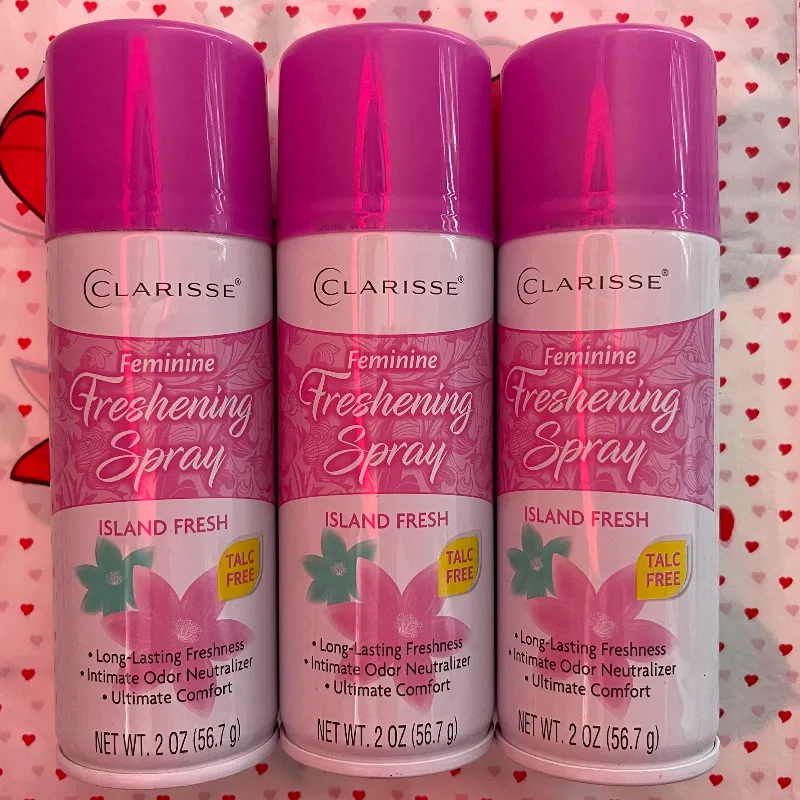 CLARISSE®
Feminine
Freshening
Spray
ISLAND FRESH
TALC
FREE
• Long-Lasting Freshness
• Intimate Odor Neutralizer
• Ultimate Comfort
NET WT. 2 OZ (56.7 g)
CLARISSE®
Feminine
Freshening
Spray
ISLAND FRESH
TALC
FREE
• Long-Lasting Freshness
• Intimate Odor Neutralizer
• Ultimate Comfort
NET WT. 2 OZ (56.7 g)
CLARISSE®
Feminine
Freshening
Spray
ISLAND FRESH
TALC
FREE
• Long-Lasting Freshness
• Intimate Odor Neutralizer
• Ultimate Comfort
NET WT. 2 OZ (56.7 g)